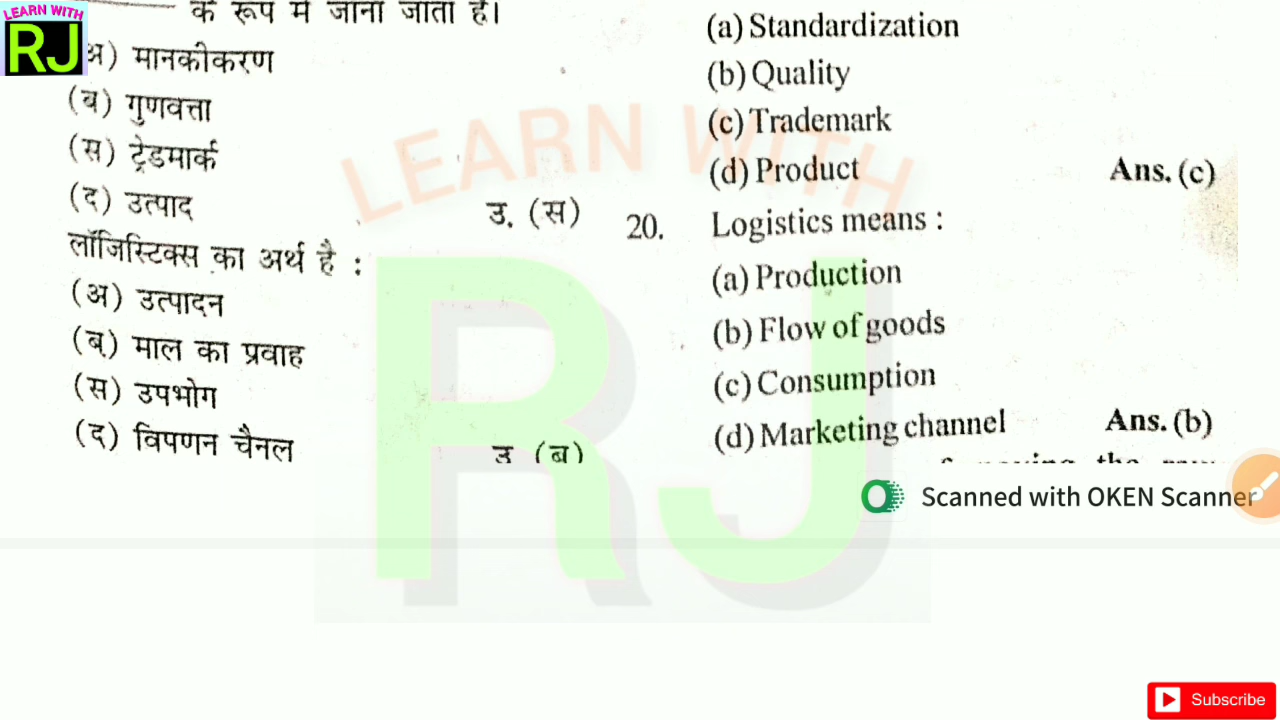 LEARN WITH
RJ
के रूप में जाना जाता है।
अ) मानकीकरण
(ब) गुणवत्ता
(स) ट्रेडमार्क
(द) उत्पाद
उ. (स)
लॉजिस्टिक्स का अर्थ है :
(अ) उत्पादन
(ब) माल का प्रवाह
(स) उपभोग
(द) विपणन चैनल
उ (ब)
(a) Standardization
(b) Quality
(c) Trademark
(d) Product
Ans. (c)
20. Logistics means :
(a) Production
(b) Flow of goods
(c) Consumption
(d) Marketing channel
Ans. (b)
LEARN WITH
RJ
Scanned with OKEN Scanner
Subscribe